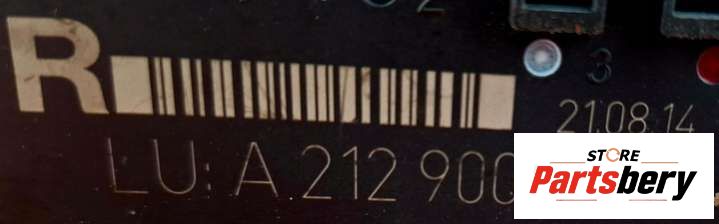 R
3
21.08.14
LU: A 212 900
STORE
Partsbery